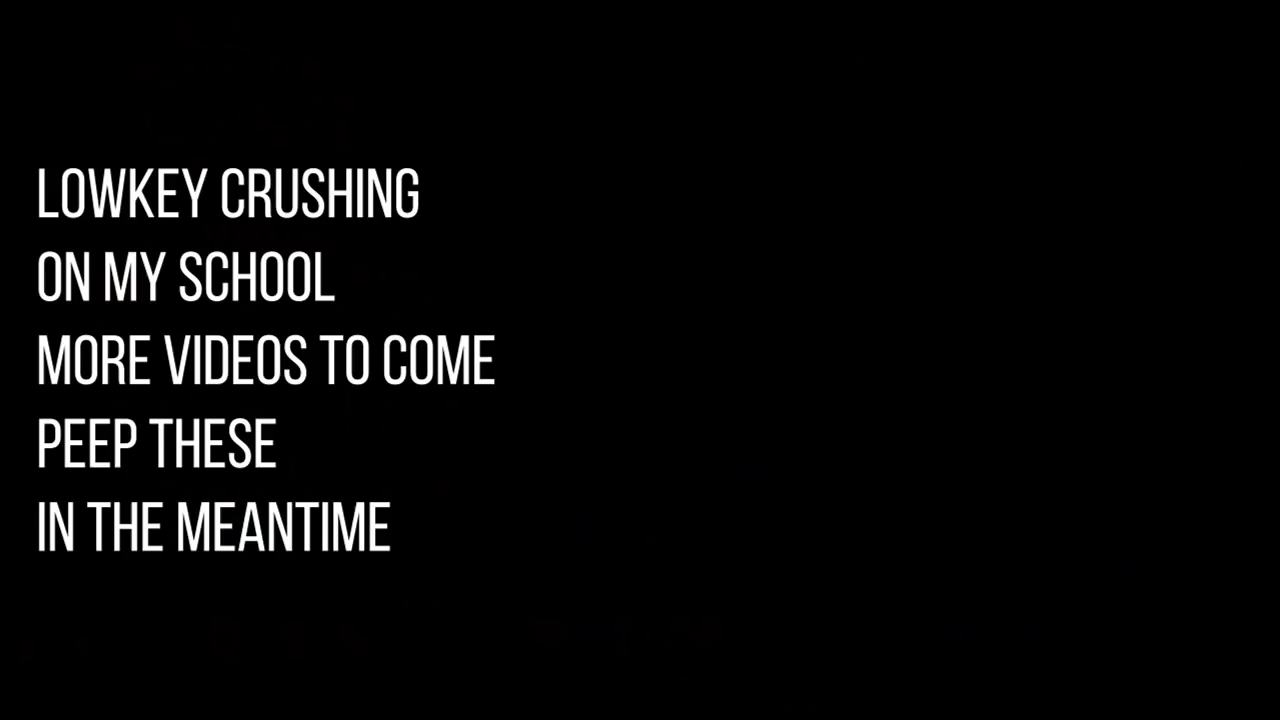 LOWKEY CRUSHING
ON MY SCHOOL
MORE VIDEOS TO COME
PEEP THESE
IN THE MEANTIME